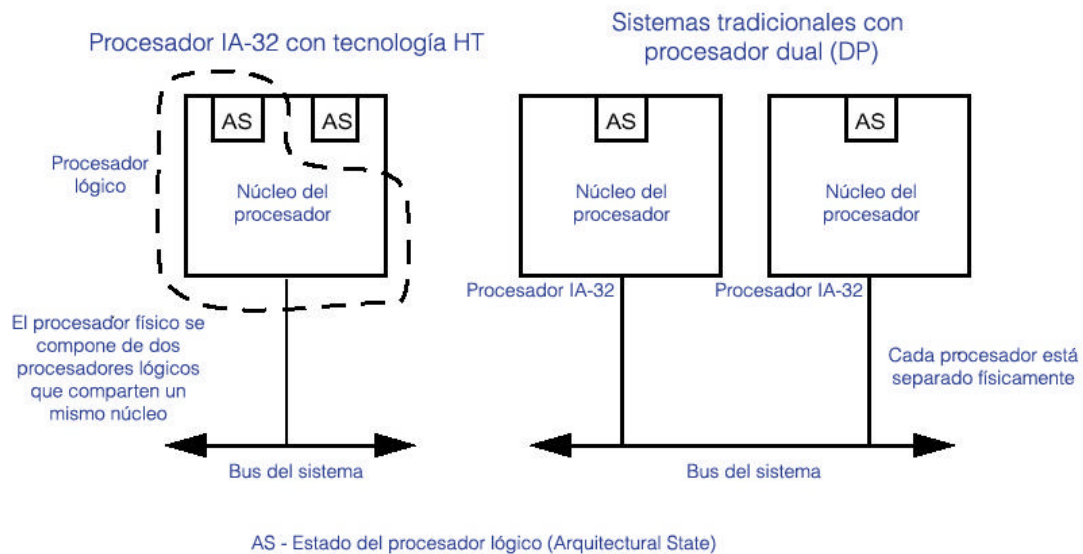 Procesador IA-32 con tecnología HT
Sistemas tradicionales con
procesador dual (DP)
AS
AS
AS
AS
Procesador
lógico
Núcleo del
procesador
Núcleo del
procesador
Núcleo del
procesador
Procesador IA-32
Procesador IA-32
El procesador físico se
compone de dos
procesadores lógicos
que comparten un
mismo núcleo
Cada procesador está
separado físicamente
Bus del sistema
Bus del sistema
AS - Estado del procesador lógico (Arquitectural State)